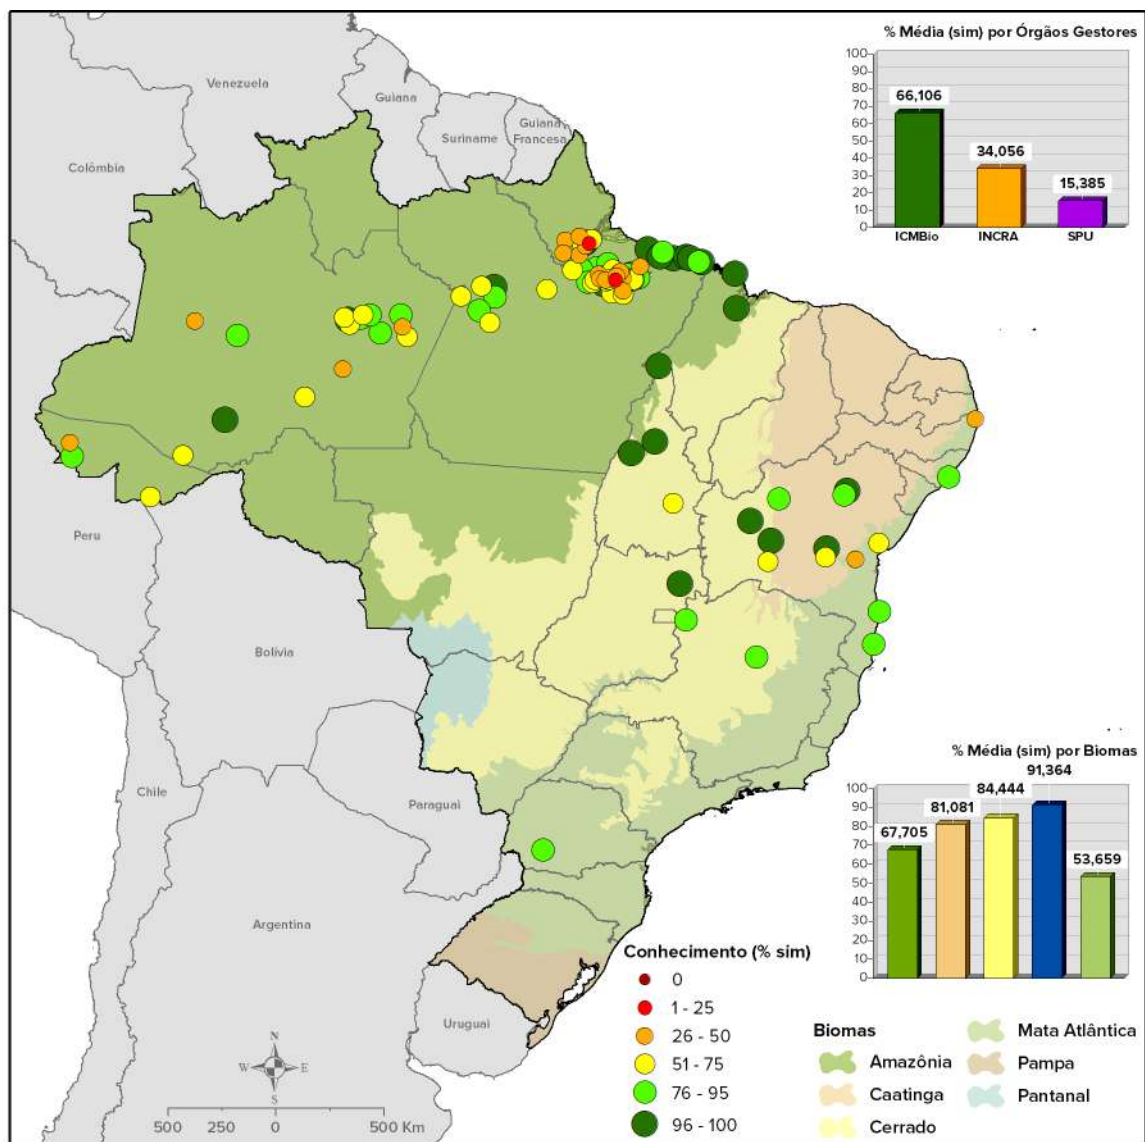 % Média (sim) por Órgãos Gestores
100
90
80
70
60
50
40
30
20
10
0
66,106
34,056
15,385
ICMBio
INCRA
SPU
Venezuela
Guiana
Suriname
Guiana
Francesa
Colômbia
Peru
Bolívia
Chile
Paraguai
Argentina
Uruguai
% Média (sim) por Biomas
100
90
80
70
60
50
40
30
20
10
0
67,705
81,081
84,444
91,364
53,659
Conhecimento (% sim)
0
1 - 25
26 - 50
51 - 75
76 - 95
96 - 100
Biomas
Amazônia
Caatinga
Cerrado
Mata Atlântica
Pampa
Pantanal
N
W
E
S
500
250
0
500 Km